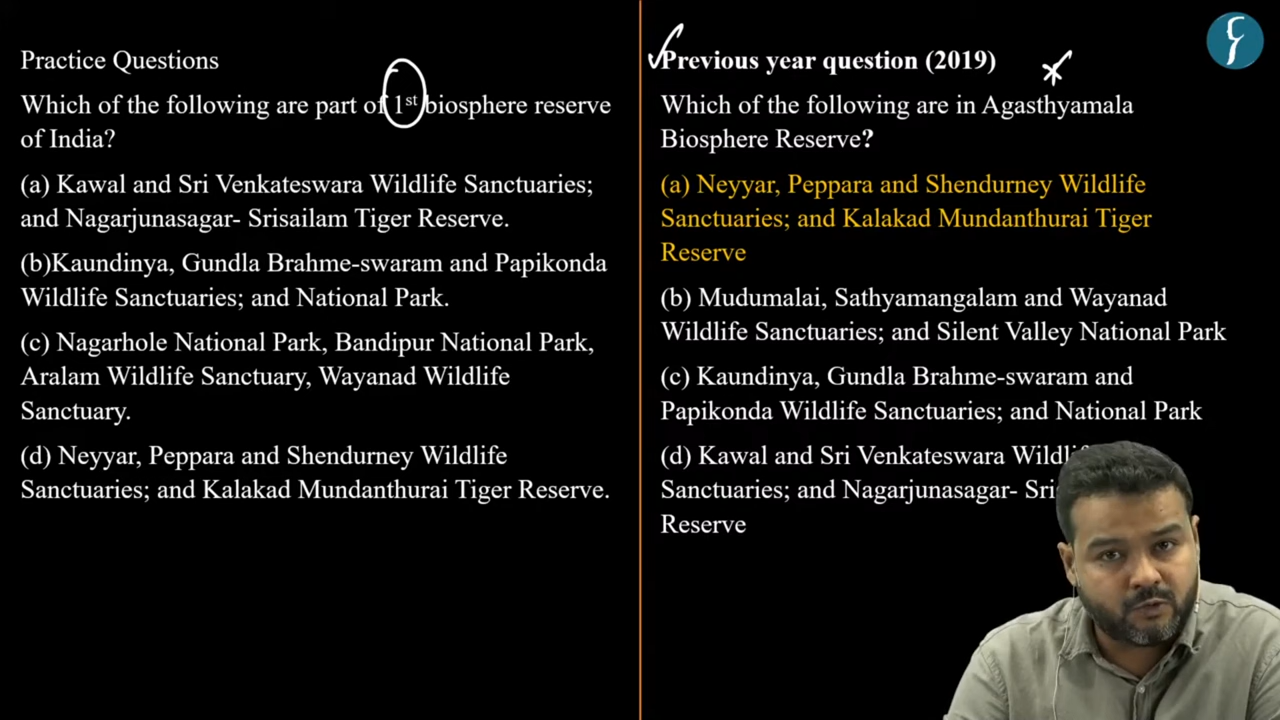 Practice Questions
Which of the following are part of 1st biosphere reserve
of India?
(a) Kawal and Sri Venkateswara Wildlife Sanctuaries;
and Nagarjunasagar- Srisailam Tiger Reserve.
(b)Kaundinya, Gundla Brahme-swaram and Papikonda
Wildlife Sanctuaries; and National Park.
(c) Nagarhole National Park, Bandipur National Park,
Aralam Wildlife Sanctuary, Wayanad Wildlife
Sanctuary.
(d) Neyyar, Peppara and Shendurney Wildlife
Sanctuaries; and Kalakad Mundanthurai Tiger Reserve.
Previous year question (2019)
Which of the following are in Agasthyamala
Biosphere Reserve?
(a) Neyyar, Peppara and Shendurney Wildlife
Sanctuaries; and Kalakad Mundanthurai Tiger
Reserve
(b) Mudumalai, Sathyamangalam and Wayanad
Wildlife Sanctuaries; and Silent Valley National Park
(c) Kaundinya, Gundla Brahme-swaram and
Papikonda Wildlife Sanctuaries; and National Park
(d) Kawal and Sri Venkateswara
Sanctuaries; and Nagarjunasagar-
Reserve